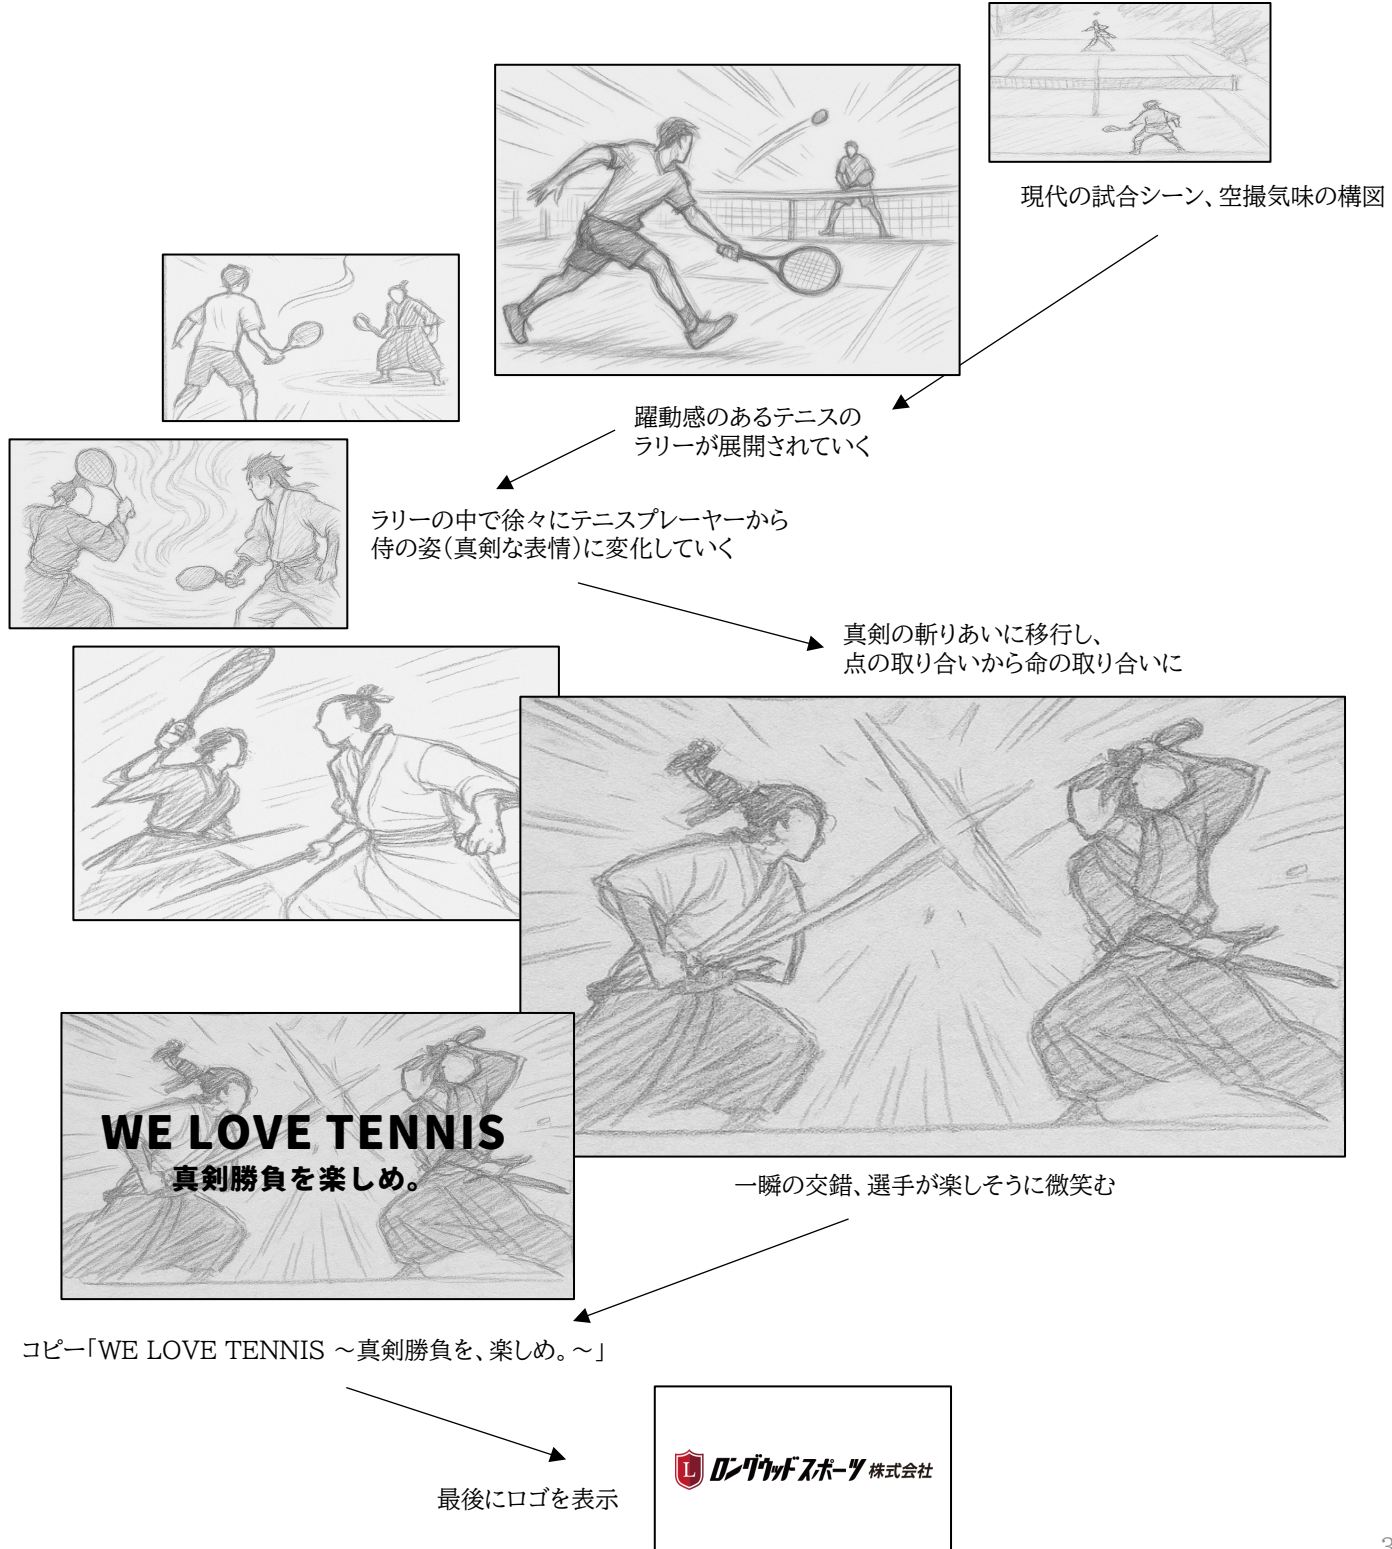 現代の試合シーン、空撮気味の構図
躍動感のあるテニスの
ラリーが展開されていく
ラリーの中で徐々にテニスプレーヤーから
侍の姿(真剣な表情)に変化していく
真剣の斬りあいに移行し、
点の取り合いから命の取り合いに
一瞬の交錯、選手が楽しそうに微笑む
WE LOVE TENNIS
真剣勝負を楽しめ。
コピー「WE LOVE TENNIS ～真剣勝負を、楽しめ。～」
L ロングウッドスポーツ 株式会社
最後にロゴを表示
3